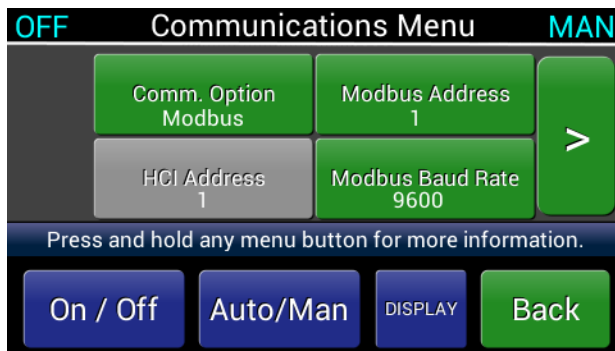 OFF Communications Menu MAN
Comm. Option Modbus Address
Modbus 1
>
HCI Address Modbus Baud Rate
1 9600
Press and hold any menu button for more information.
On / Off Auto/Man DISPLAY Back